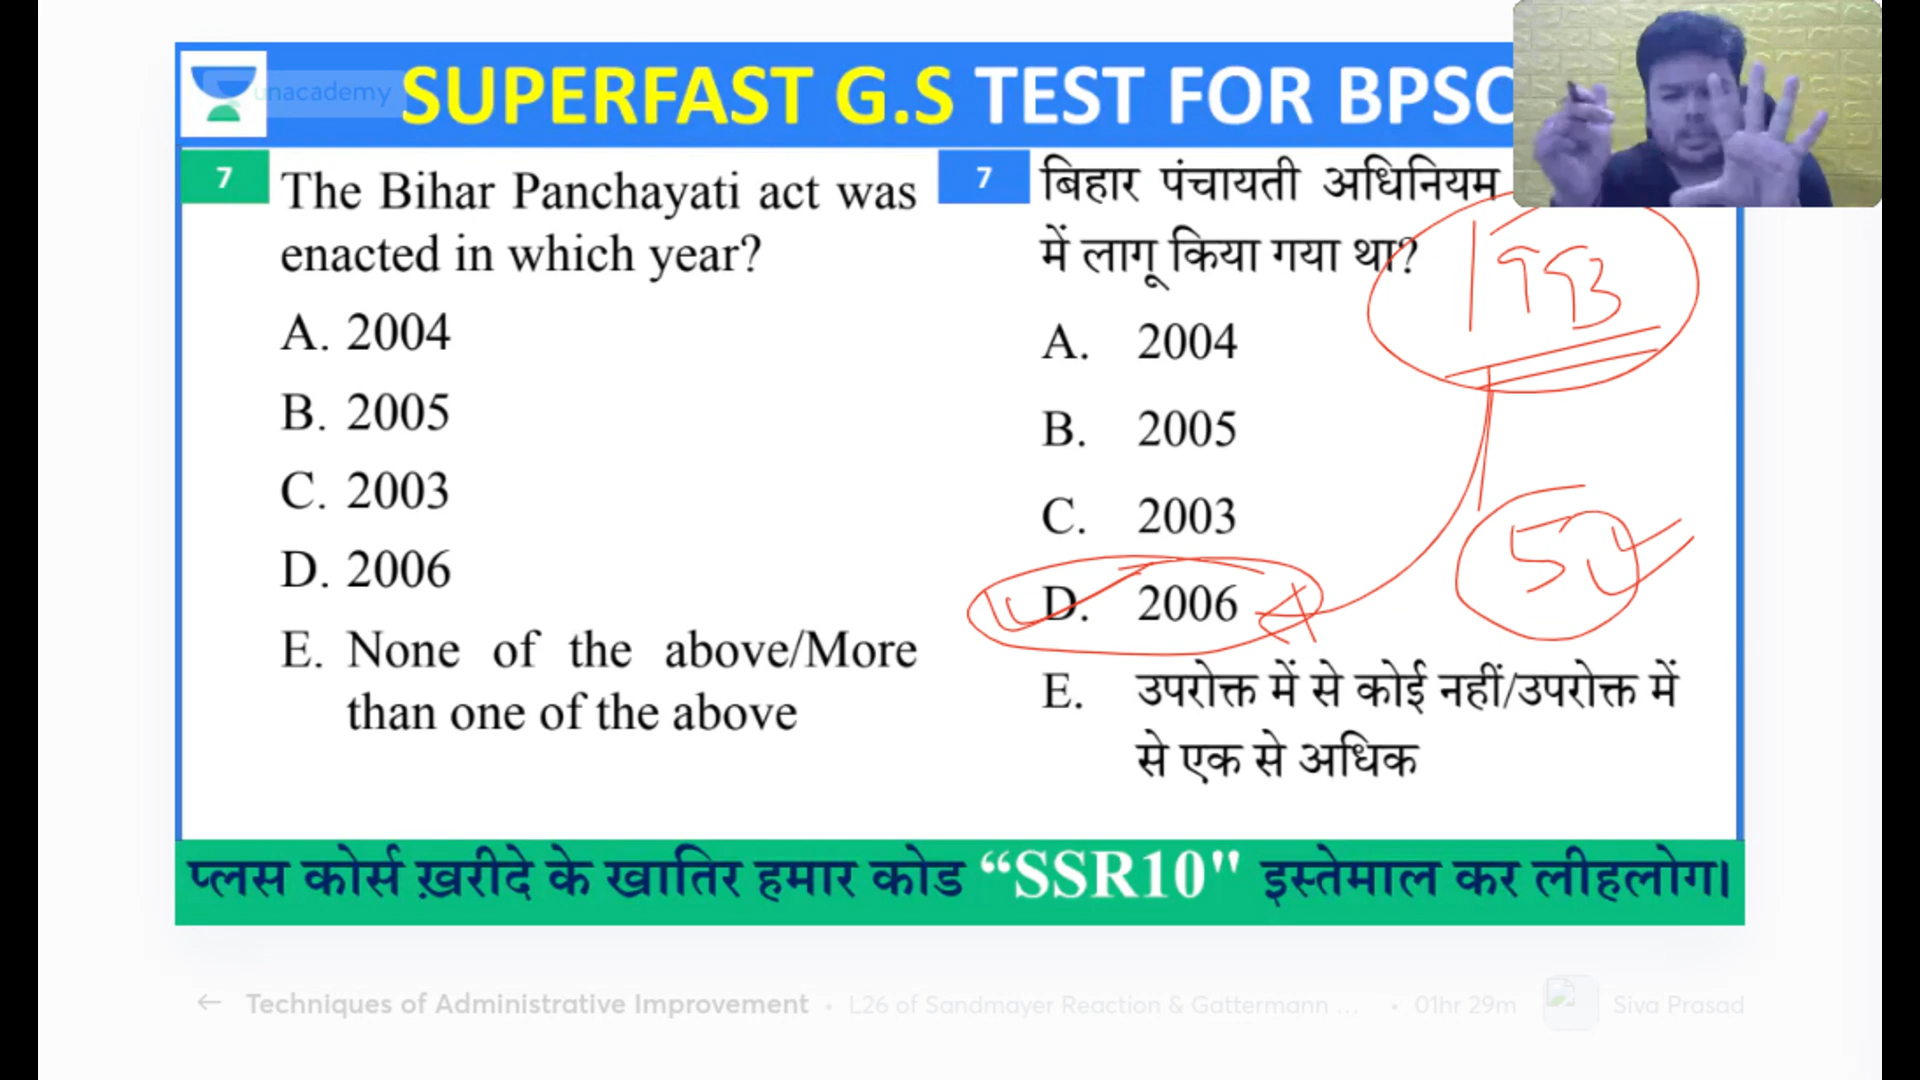 unacademy
SUPERFAST G.S TEST FOR BPSC
7
The Bihar Panchayati act was
enacted in which year?
A. 2004
B. 2005
C. 2003
D. 2006
E. None of the above/More
than one of the above
7
बिहार पंचायती अधिनियम
में लागू किया गया था?
1993
A. 2004
B. 2005
C. 2003
D. 2006
50
E. उपरोक्त में से कोई नहीं/उपरोक्त में
से एक से अधिक
प्लस कोर्स ख़रीदे के खातिर हमार कोड “SSR10" इस्तेमाल कर लीहलोग।
← Techniques of Administrative Improvement • L26 of Sandmayer Reaction & Gattermann ... • 01hr 29m Siva Prasad